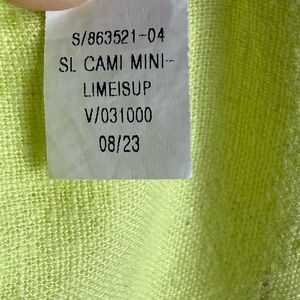 S/863521-04
SL CAMI MINI-
LIMEISUP
V/031000
08/23